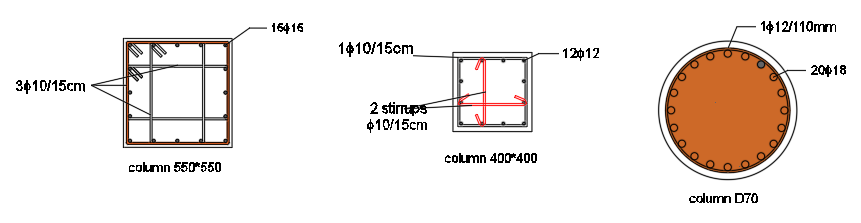 16ϕ16
3ϕ10/15cm
column 550*550
1ϕ10/15cm
12ϕ12
2 stirrups
ϕ10/15cm
column 400*400
1ϕ12/110mm
20ϕ18
column D70